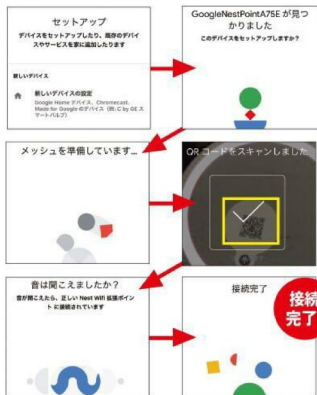 セットアップ
デバイスをセットアップしたり、既存のデバイ
スやサービスを家に追加したります
新しいデバイス
新しいデバイスの設定
Google Home デバイス、Chromecast、
Made for Google のデバイス（例: C by GE ス
マートバルブ）
GoogleNestPointA75E が見つ
かりました
このデバイスをセットアップしますか？
メッシュを準備しています...
QR コードをスキャンしました
音は聞こえましたか？
音が聞こえたら、正しい Nest Wifi 拡張ポイン
ト に接続されています
接続完了
接続
完了